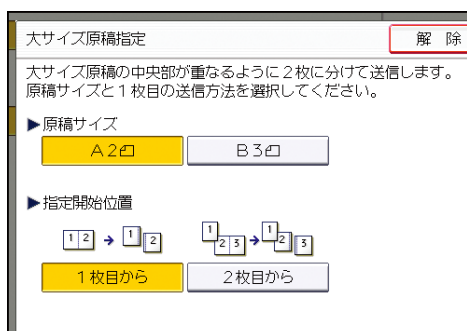 大サイズ原稿指定
解 除
大サイズ原稿の中央部が重なるように2枚に分けて送信します。
原稿サイズと1枚目の送信方法を選択してください。
▶原稿サイズ
A2 B3
▶指定開始位置
1 2 → 1 2 1 2 3 → 1 2 3
1枚目から 2枚目から